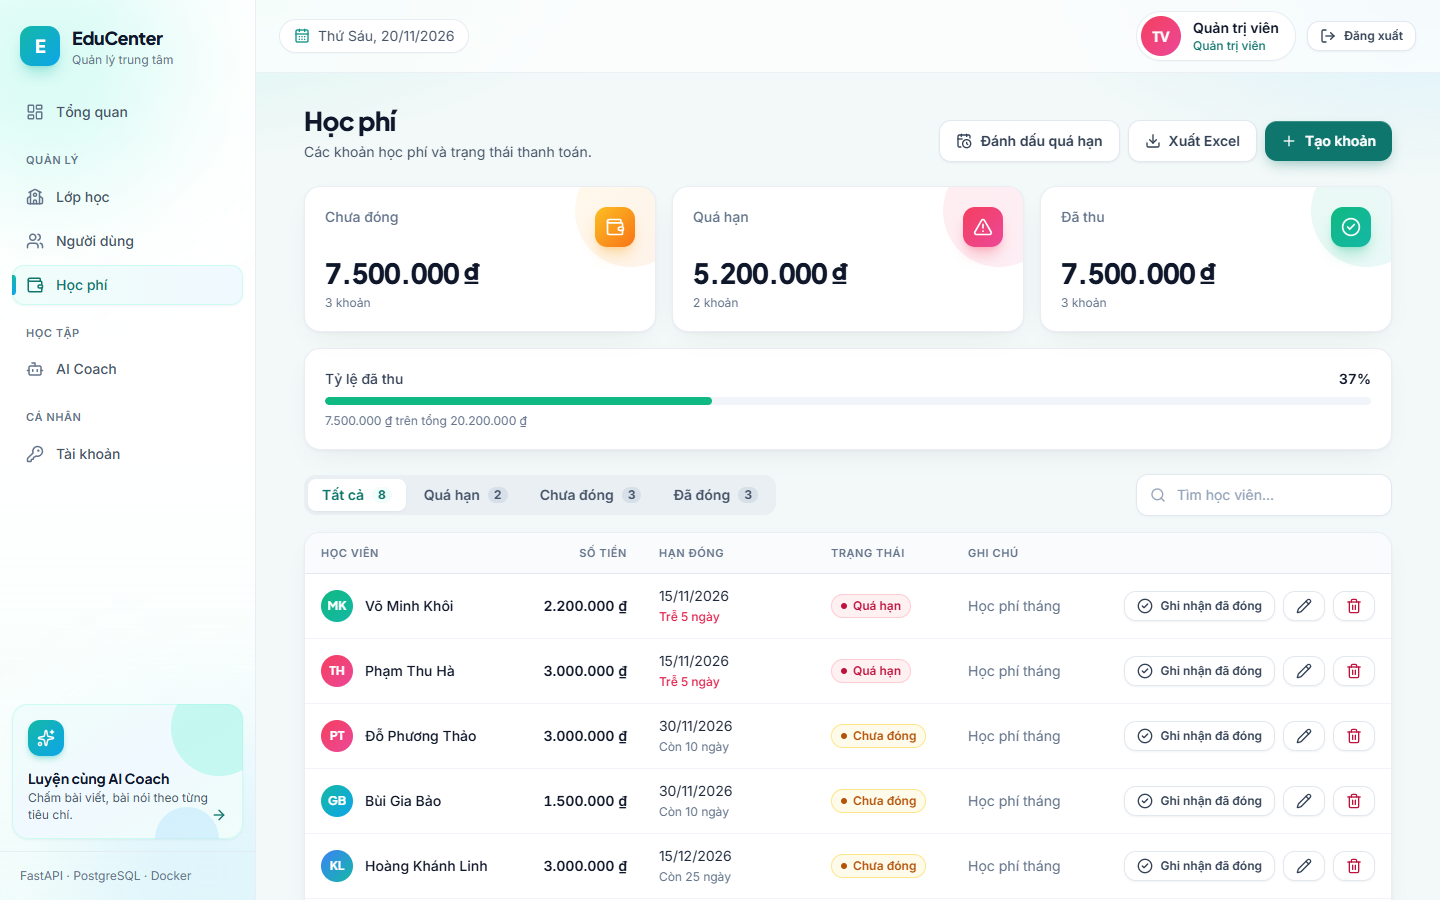 E
EduCenter
Quản lý trung tâm
Tổng quan
QUẢN LÝ
Lớp học
Người dùng
Học phí
HỌC TẬP
AI Coach
CÁ NHÂN
Tài khoản
Luyện cùng AI Coach
Chấm bài viết, bài nói theo từng
tiêu chí.
FastAPI · PostgreSQL · Docker
Thứ Sáu, 20/11/2026
TV
Quản trị viên
Quản trị viên
Đăng xuất
Học phí
Các khoản học phí và trạng thái thanh toán.
Đánh dấu quá hạn
Xuất Excel
Tạo khoản
Chưa đóng
7.500.000 ₫
3 khoản
Quá hạn
5.200.000 ₫
2 khoản
Đã thu
7.500.000 ₫
3 khoản
Tỷ lệ đã thu
37%
7.500.000 ₫ trên tổng 20.200.000 ₫
Tất cả 8
Quá hạn 2
Chưa đóng 3
Đã đóng 3
Tìm học viên...
HỌC VIÊN SỐ TIỀN HẠN ĐÓNG TRẠNG THÁI GHI CHÚ
MK Võ Minh Khôi 2.200.000 ₫ 15/11/2026 Quá hạn Học phí tháng Ghi nhận đã đóng
Trễ 5 ngày
TH Phạm Thu Hà 3.000.000 ₫ 15/11/2026 Quá hạn Học phí tháng Ghi nhận đã đóng
Trễ 5 ngày
PT Đỗ Phương Thảo 3.000.000 ₫ 30/11/2026 Chưa đóng Học phí tháng Ghi nhận đã đóng
Còn 10 ngày
GB Bùi Gia Bảo 1.500.000 ₫ 30/11/2026 Chưa đóng Học phí tháng Ghi nhận đã đóng
Còn 10 ngày
KL Hoàng Khánh Linh 3.000.000 ₫ 15/12/2026 Chưa đóng Học phí tháng Ghi nhận đã đóng
Còn 25 ngày